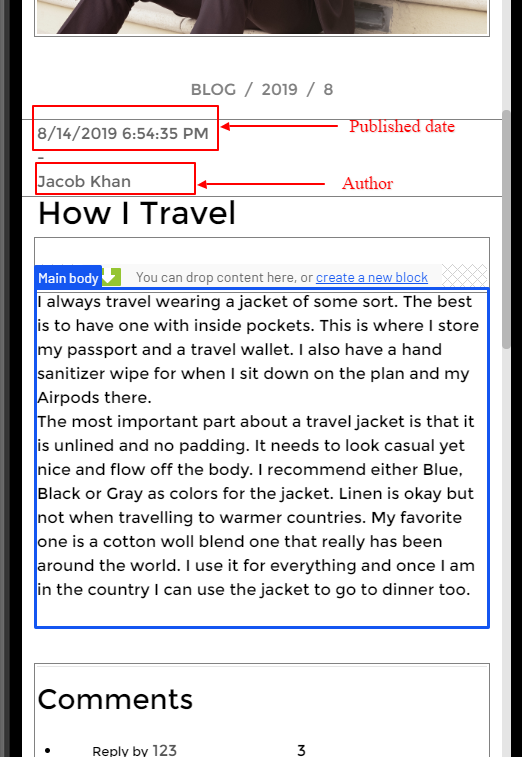 BLOG / 2019 / 8
8/14/2019 6:54:35 PM
Published date
-
Jacob Khan
Author
How I Travel
Main body
You can drop content here, or create a new block
I always travel wearing a jacket of some sort. The best
is to have one with inside pockets. This is where I store
my passport and a travel wallet. I also have a hand
sanitizer wipe for when I sit down on the plan and my
Airpods there.
The most important part about a travel jacket is that it
is unlined and no padding. It needs to look casual yet
nice and flow off the body. I recommend either Blue,
Black or Gray as colors for the jacket. Linen is okay but
not when travelling to warmer countries. My favorite
one is a cotton woll blend one that really has been
around the world. I use it for everything and once I am
in the country I can use the jacket to go to dinner too.
Comments
• Reply by 123 3